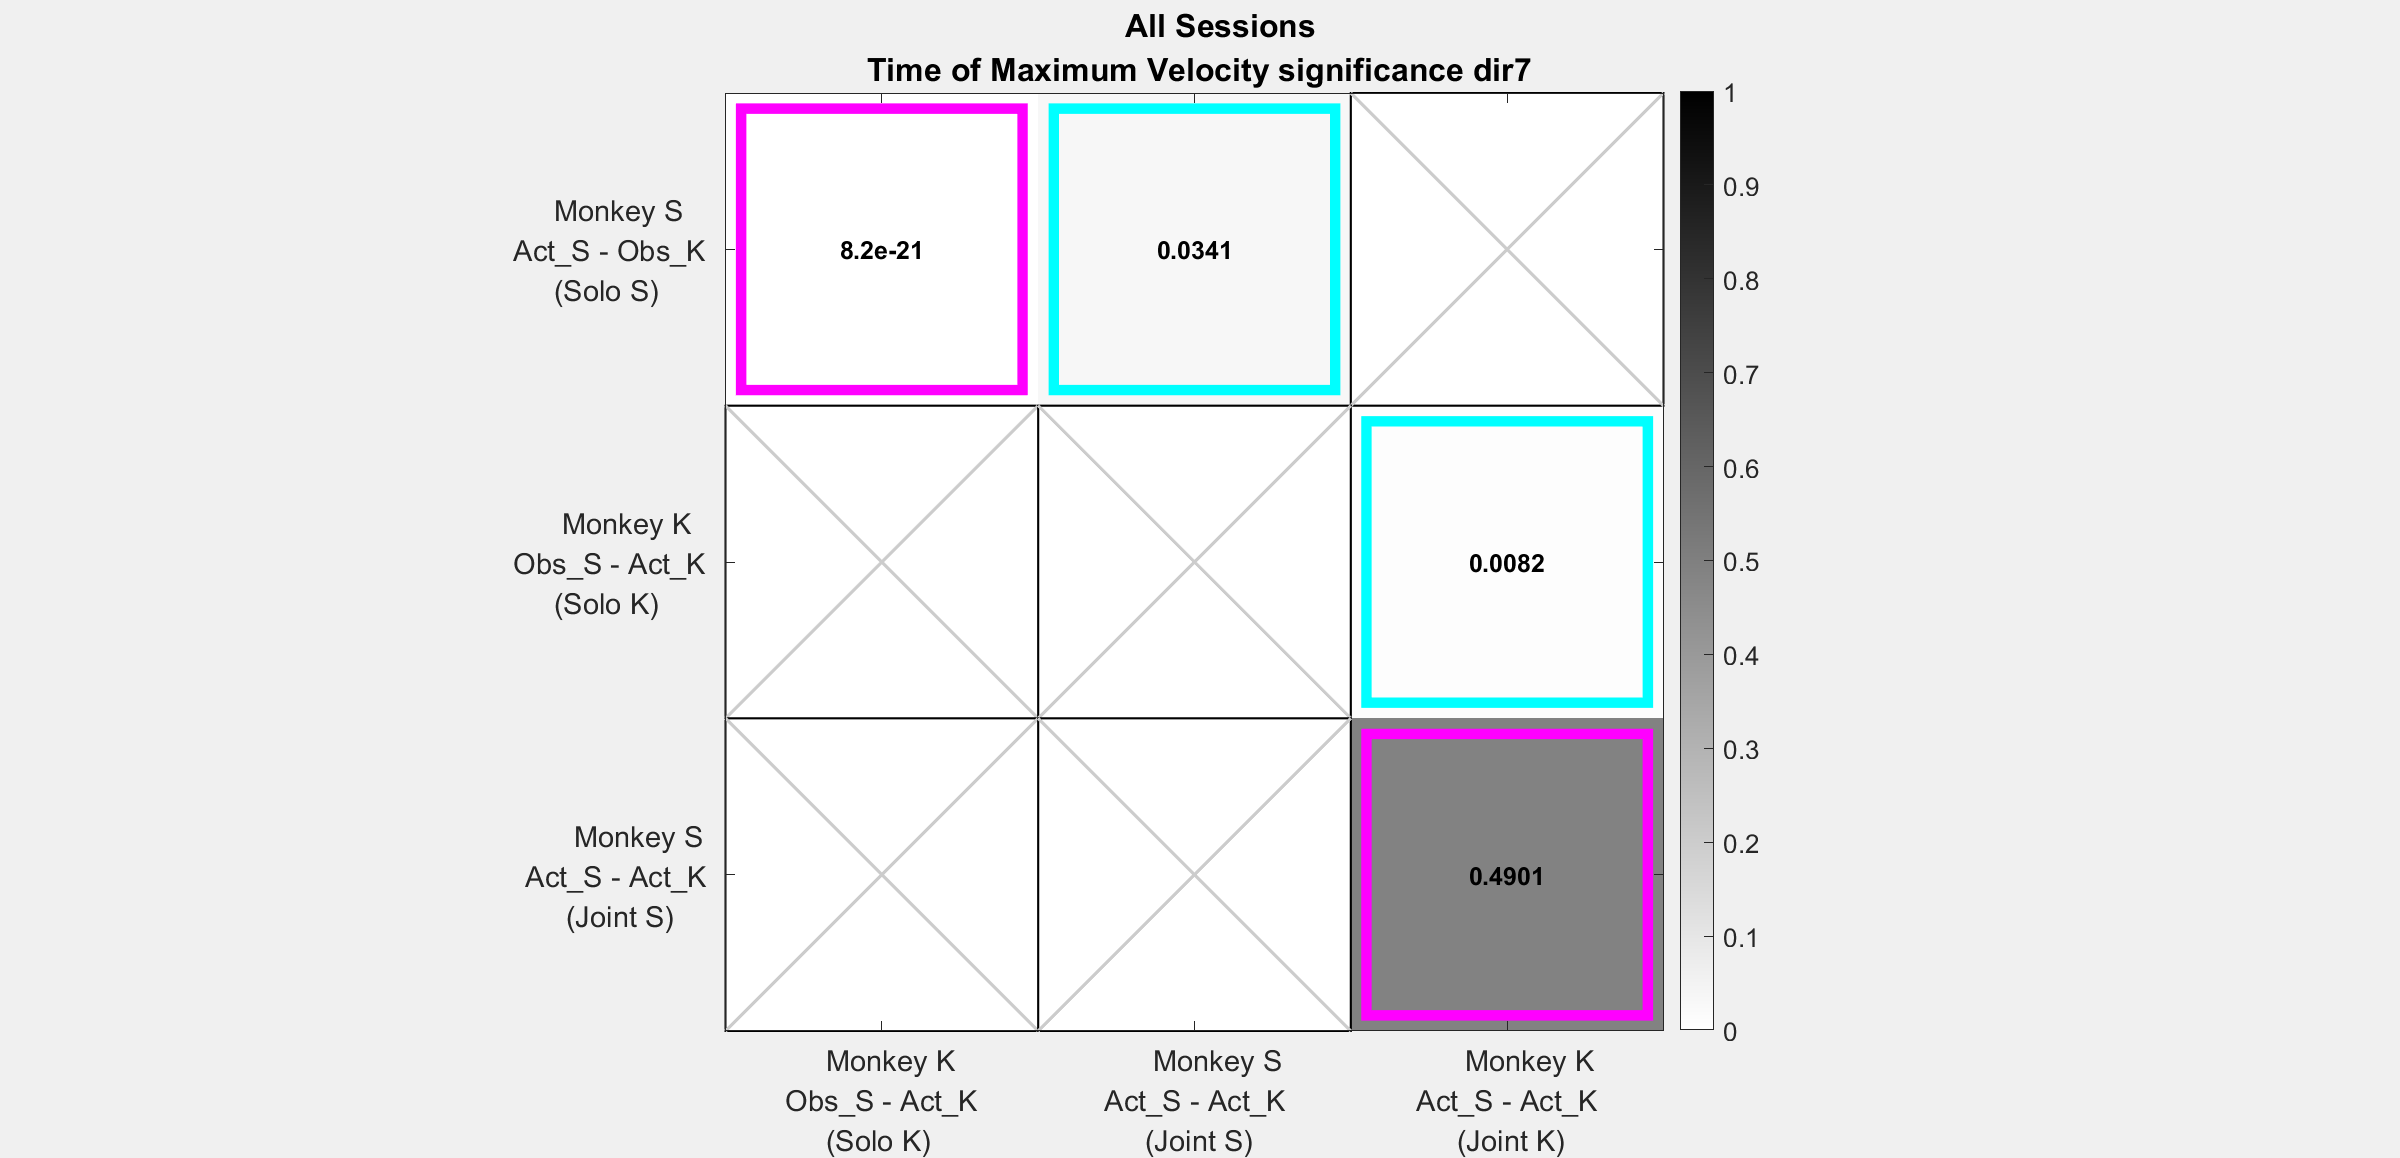 All Sessions
Time of Maximum Velocity significance dir7
Monkey S
Act_S - Obs_K
(Solo S)
8.2e-21
0.0341
Monkey K
Obs_S - Act_K
(Solo K)
0.0082
Monkey S
Act_S - Act_K
(Joint S)
0.4901
Monkey K
Obs_S - Act_K
(Solo K)
Monkey S
Act_S - Act_K
(Joint S)
Monkey K
Act_S - Act_K
(Joint K)
1
0.9
0.8
0.7
0.6
0.5
0.4
0.3
0.2
0.1
0